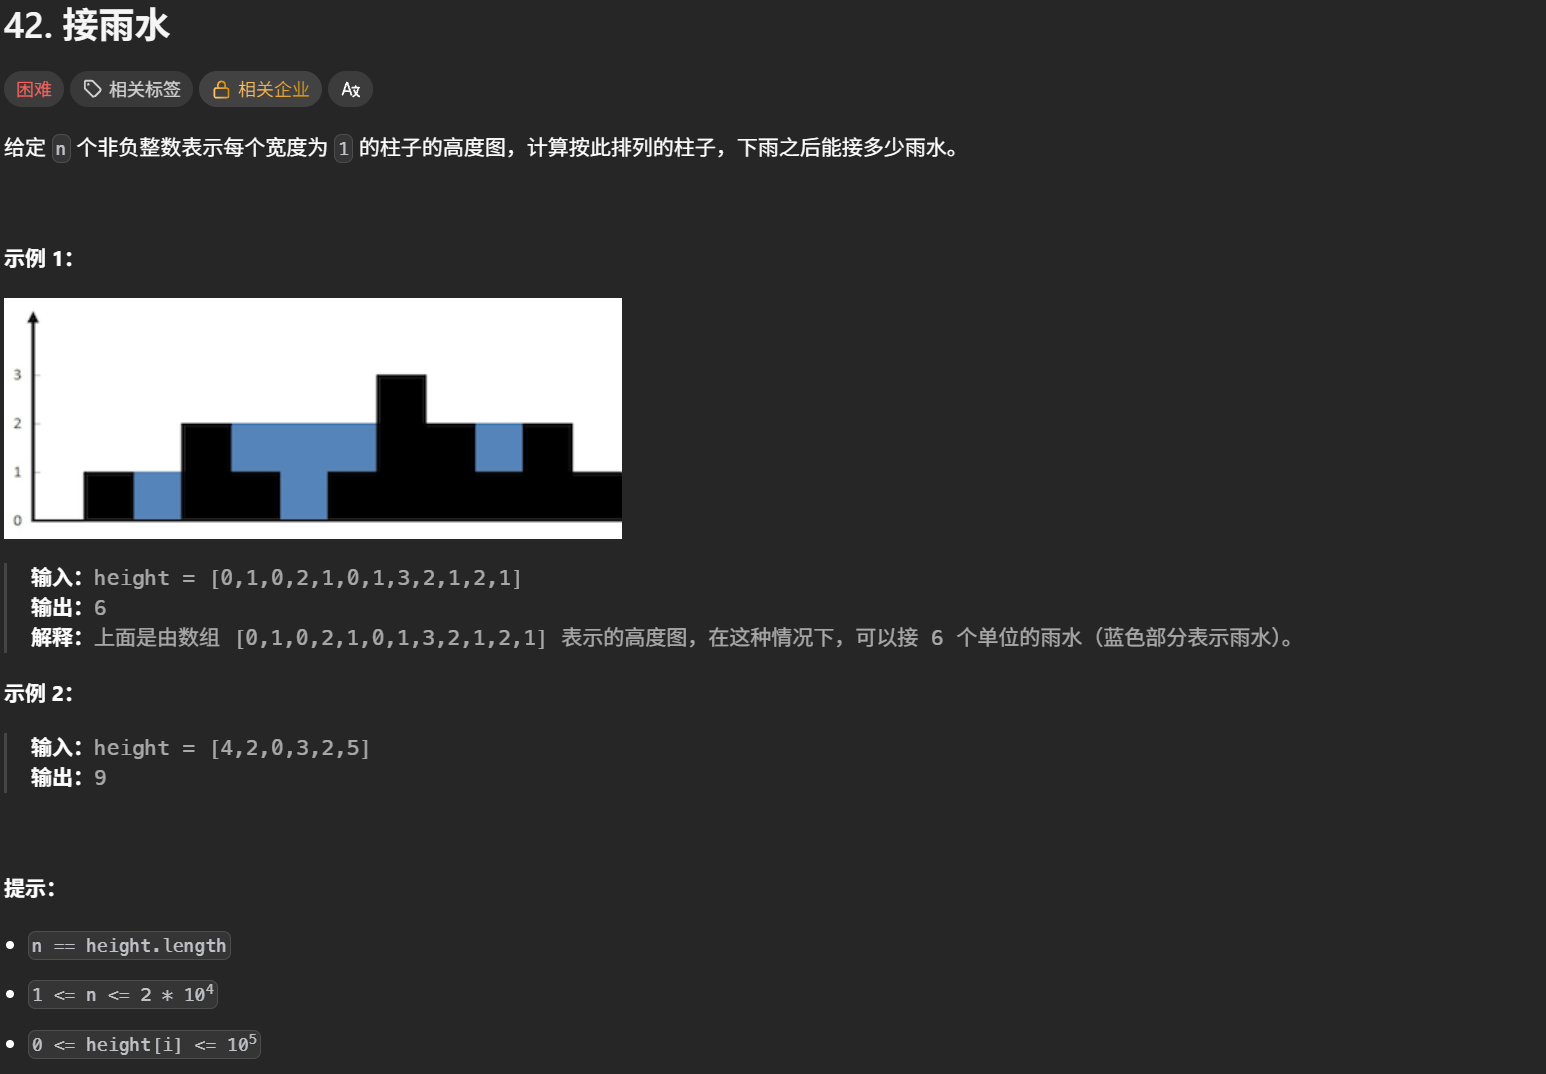 42. 接雨水
困难 相关标签 相关企业
给定 n 个非负整数表示每个宽度为 1 的柱子的高度图，计算按此排列的柱子，下雨之后能接多少雨水。
示例 1：
3
2
1
0
输入：height = [0,1,0,2,1,0,1,3,2,1,2,1]
输出：6
解释：上面是由数组 [0,1,0,2,1,0,1,3,2,1,2,1] 表示的高度图，在这种情况下，可以接 6 个单位的雨水（蓝色部分表示雨水）。
示例 2：
输入：height = [4,2,0,3,2,5]
输出：9
提示：
n == height.length
1 <= n <= 2 * 10⁴
0 <= height[i] <= 10⁵